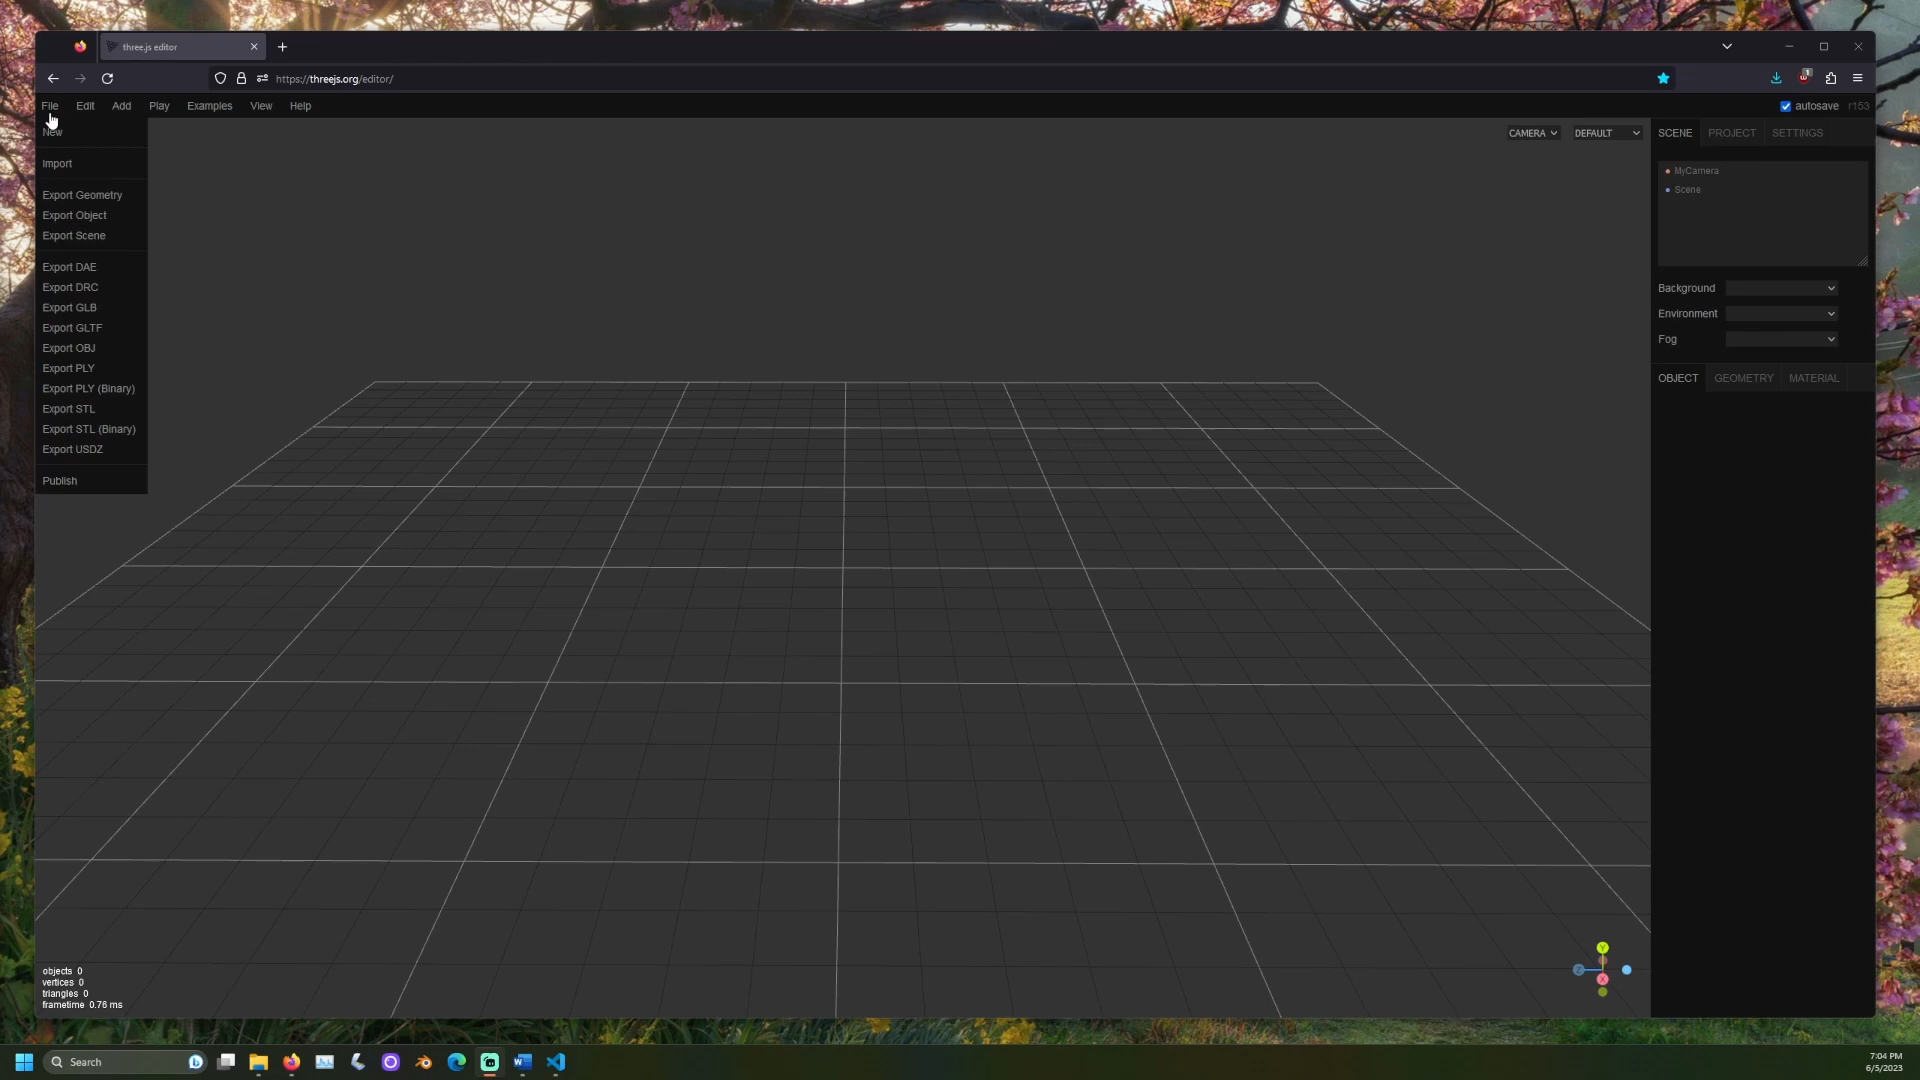 three.js editor
https://threejs.org/editor/
1
File Edit Add Play Examples View Help
autosave r153
New
Import
Export Geometry
Export Object
Export Scene
Export DAE
Export DRC
Export GLB
Export GLTF
Export OBJ
Export PLY
Export PLY (Binary)
Export STL
Export STL (Binary)
Export USDZ
Publish
CAMERA DEFAULT
SCENE PROJECT SETTINGS
MyCamera
Scene
Background
Environment
Fog
OBJECT GEOMETRY MATERIAL
objects 0
vertices 0
triangles 0
frametime 0.76 ms
Y
Z
X
Search
7:04 PM
6/5/2023